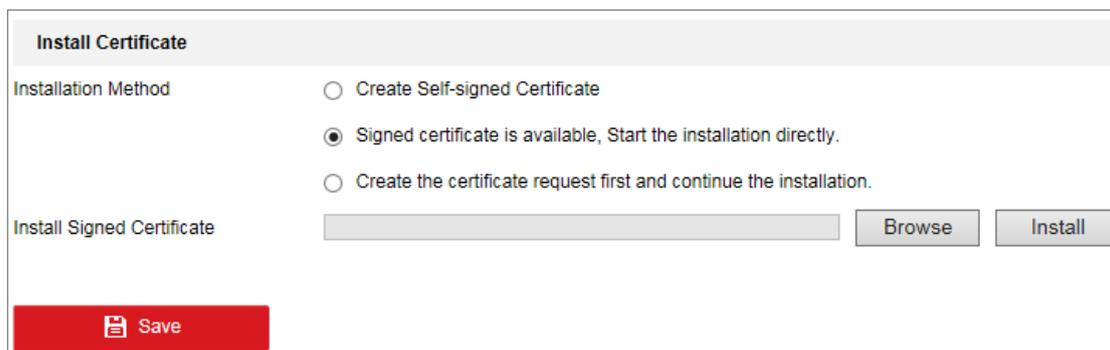 Install Certificate
Installation Method
Create Self-signed Certificate
Signed certificate is available, Start the installation directly.
Create the certificate request first and continue the installation.
Install Signed Certificate Browse Install
Save